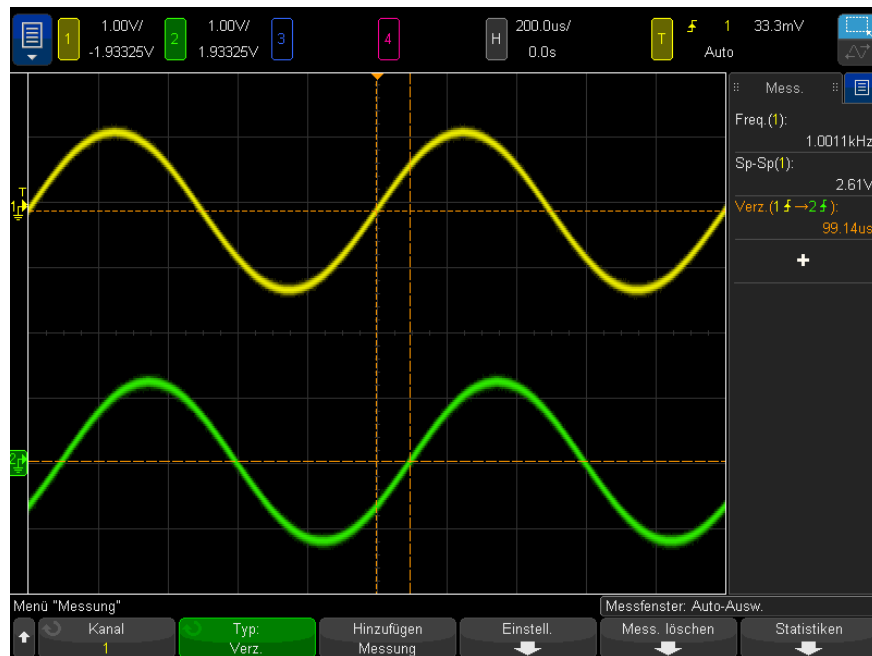 1 1.00V/ -1.93325V
2 1.00V/ 1.93325V
3
4
H 200.0us/ 0.0s
T 1 33.3mV Auto
Mess.
Freq.(1):
1.0011kHz
Sp-Sp(1):
2.61V
Verz.(1→2):
99.14us
+
T
1
2
Menü "Messung"
Messfenster: Auto-Ausw.
Kanal
1
Typ:
Verz.
Hinzufügen
Messung
Einstell.
Mess. löschen
Statistiken